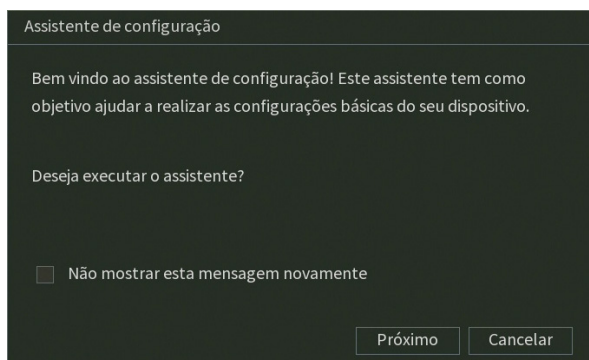 Assistente de configuração
Bem vindo ao assistente de configuração! Este assistente tem como
objetivo ajudar a realizar as configurações básicas do seu dispositivo.
Deseja executar o assistente?
Não mostrar esta mensagem novamente
Próximo Cancelar